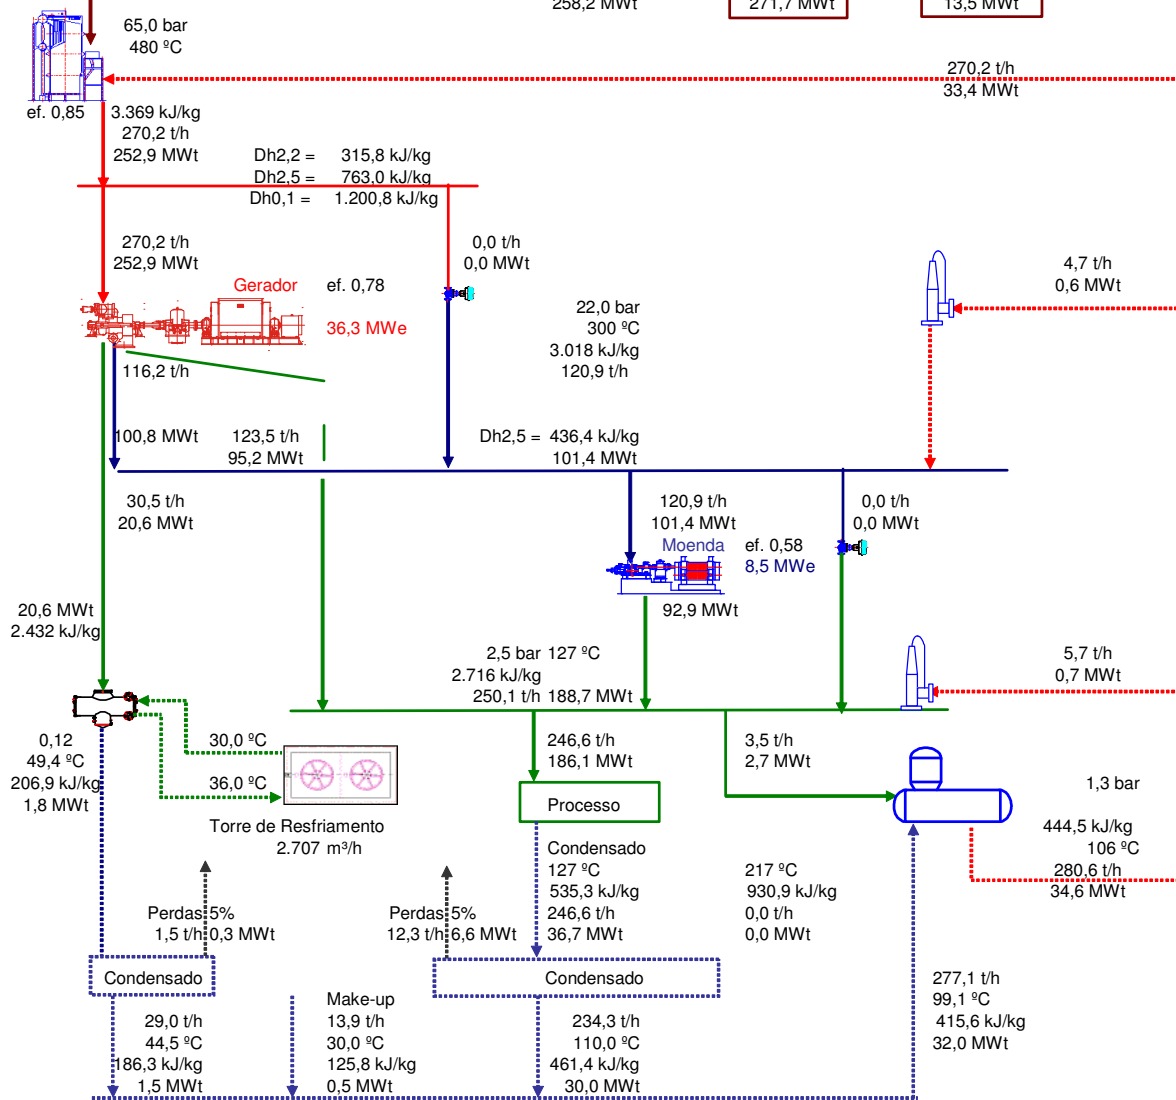 258,2 MWt
271,7 MWt
13,5 MWt
65,0 bar
480 ºC
270,2 t/h
33,4 MWt
ef. 0,85
3.369 kJ/kg
270,2 t/h
252,9 MWt
Dh2,2 = 315,8 kJ/kg
Dh2,5 = 763,0 kJ/kg
Dh0,1 = 1.200,8 kJ/kg
270,2 t/h
252,9 MWt
0,0 t/h
0,0 MWt
4,7 t/h
0,6 MWt
Gerador ef. 0,78
36,3 MWe
22,0 bar
300 ºC
3.018 kJ/kg
120,9 t/h
116,2 t/h
100,8 MWt
123,5 t/h
95,2 MWt
Dh2,5 = 436,4 kJ/kg
101,4 MWt
30,5 t/h
20,6 MWt
120,9 t/h
101,4 MWt
0,0 t/h
0,0 MWt
Moenda ef. 0,58
8,5 MWe
92,9 MWt
20,6 MWt
2.432 kJ/kg
2,5 bar 127 ºC
2.716 kJ/kg
250,1 t/h 188,7 MWt
5,7 t/h
0,7 MWt
0,12
49,4 ºC
206,9 kJ/kg
1,8 MWt
30,0 ºC
36,0 ºC
246,6 t/h
186,1 MWt
3,5 t/h
2,7 MWt
Processo
1,3 bar
Torre de Resfriamento
2.707 m³/h
444,5 kJ/kg
106 ºC
280,6 t/h
34,6 MWt
Condensado
127 ºC
535,3 kJ/kg
246,6 t/h
36,7 MWt
217 ºC
930,9 kJ/kg
0,0 t/h
0,0 MWt
Perdas 5%
1,5 t/h 0,3 MWt
Perdas 5%
12,3 t/h 6,6 MWt
Condensado
Condensado
277,1 t/h
99,1 ºC
415,6 kJ/kg
32,0 MWt
29,0 t/h
44,5 ºC
186,3 kJ/kg
1,5 MWt
Make-up
13,9 t/h
30,0 ºC
125,8 kJ/kg
0,5 MWt
234,3 t/h
110,0 ºC
461,4 kJ/kg
30,0 MWt